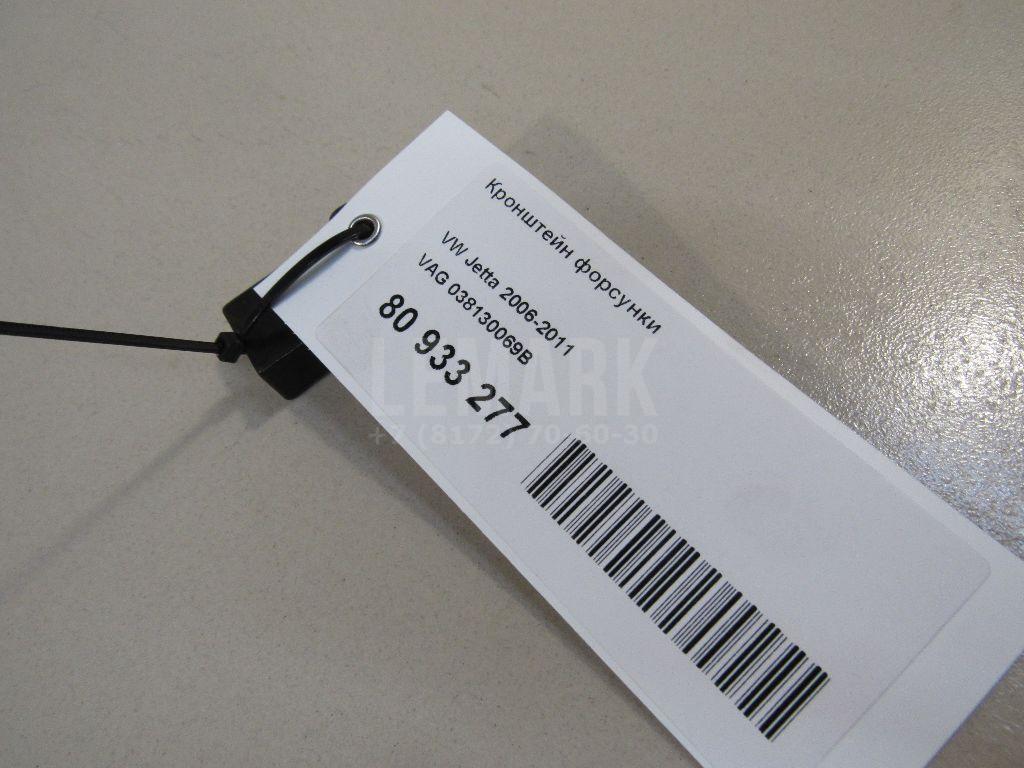 Кронштейн форсунки
VW Jetta 2006-2011
VAG 038130069B
80 933 277
LEMARK
+7 (8172) 70-60-30